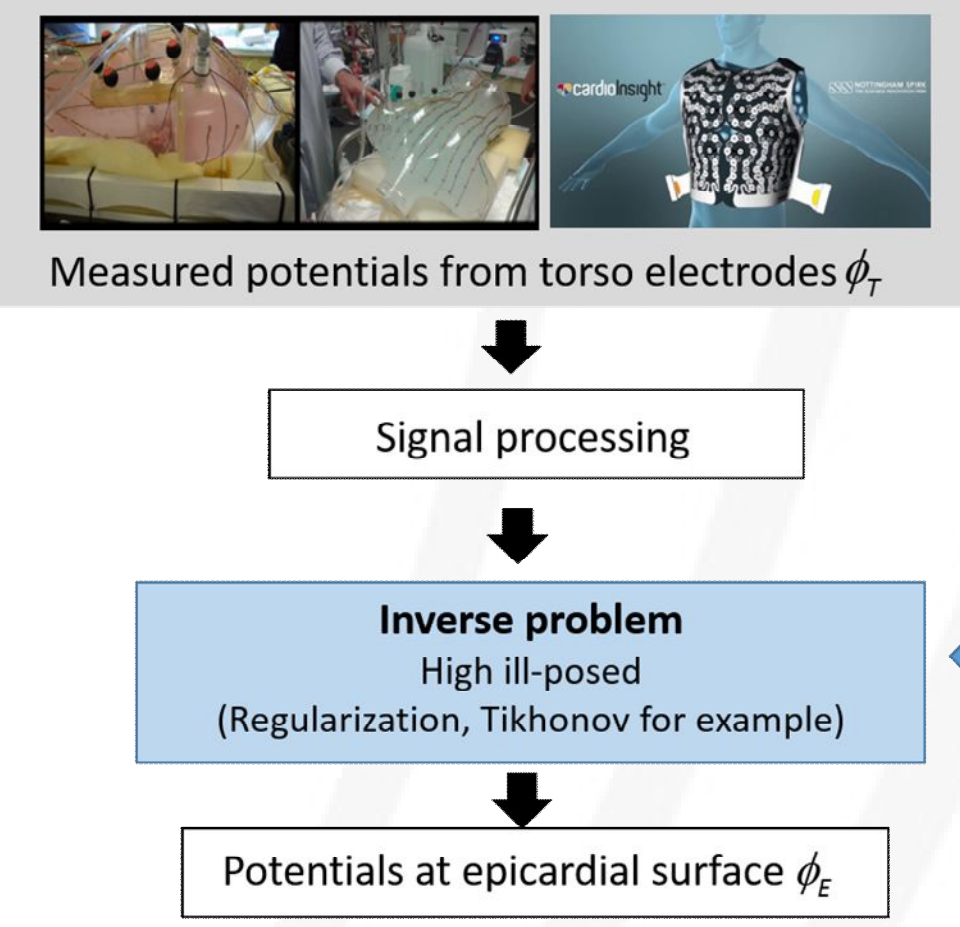 cardioInsight
NOTTINGHAM SPIRK
Measured potentials from torso electrodes ϕT
Signal processing
Inverse problem
High ill-posed
(Regularization, Tikhonov for example)
Potentials at epicardial surface ϕE